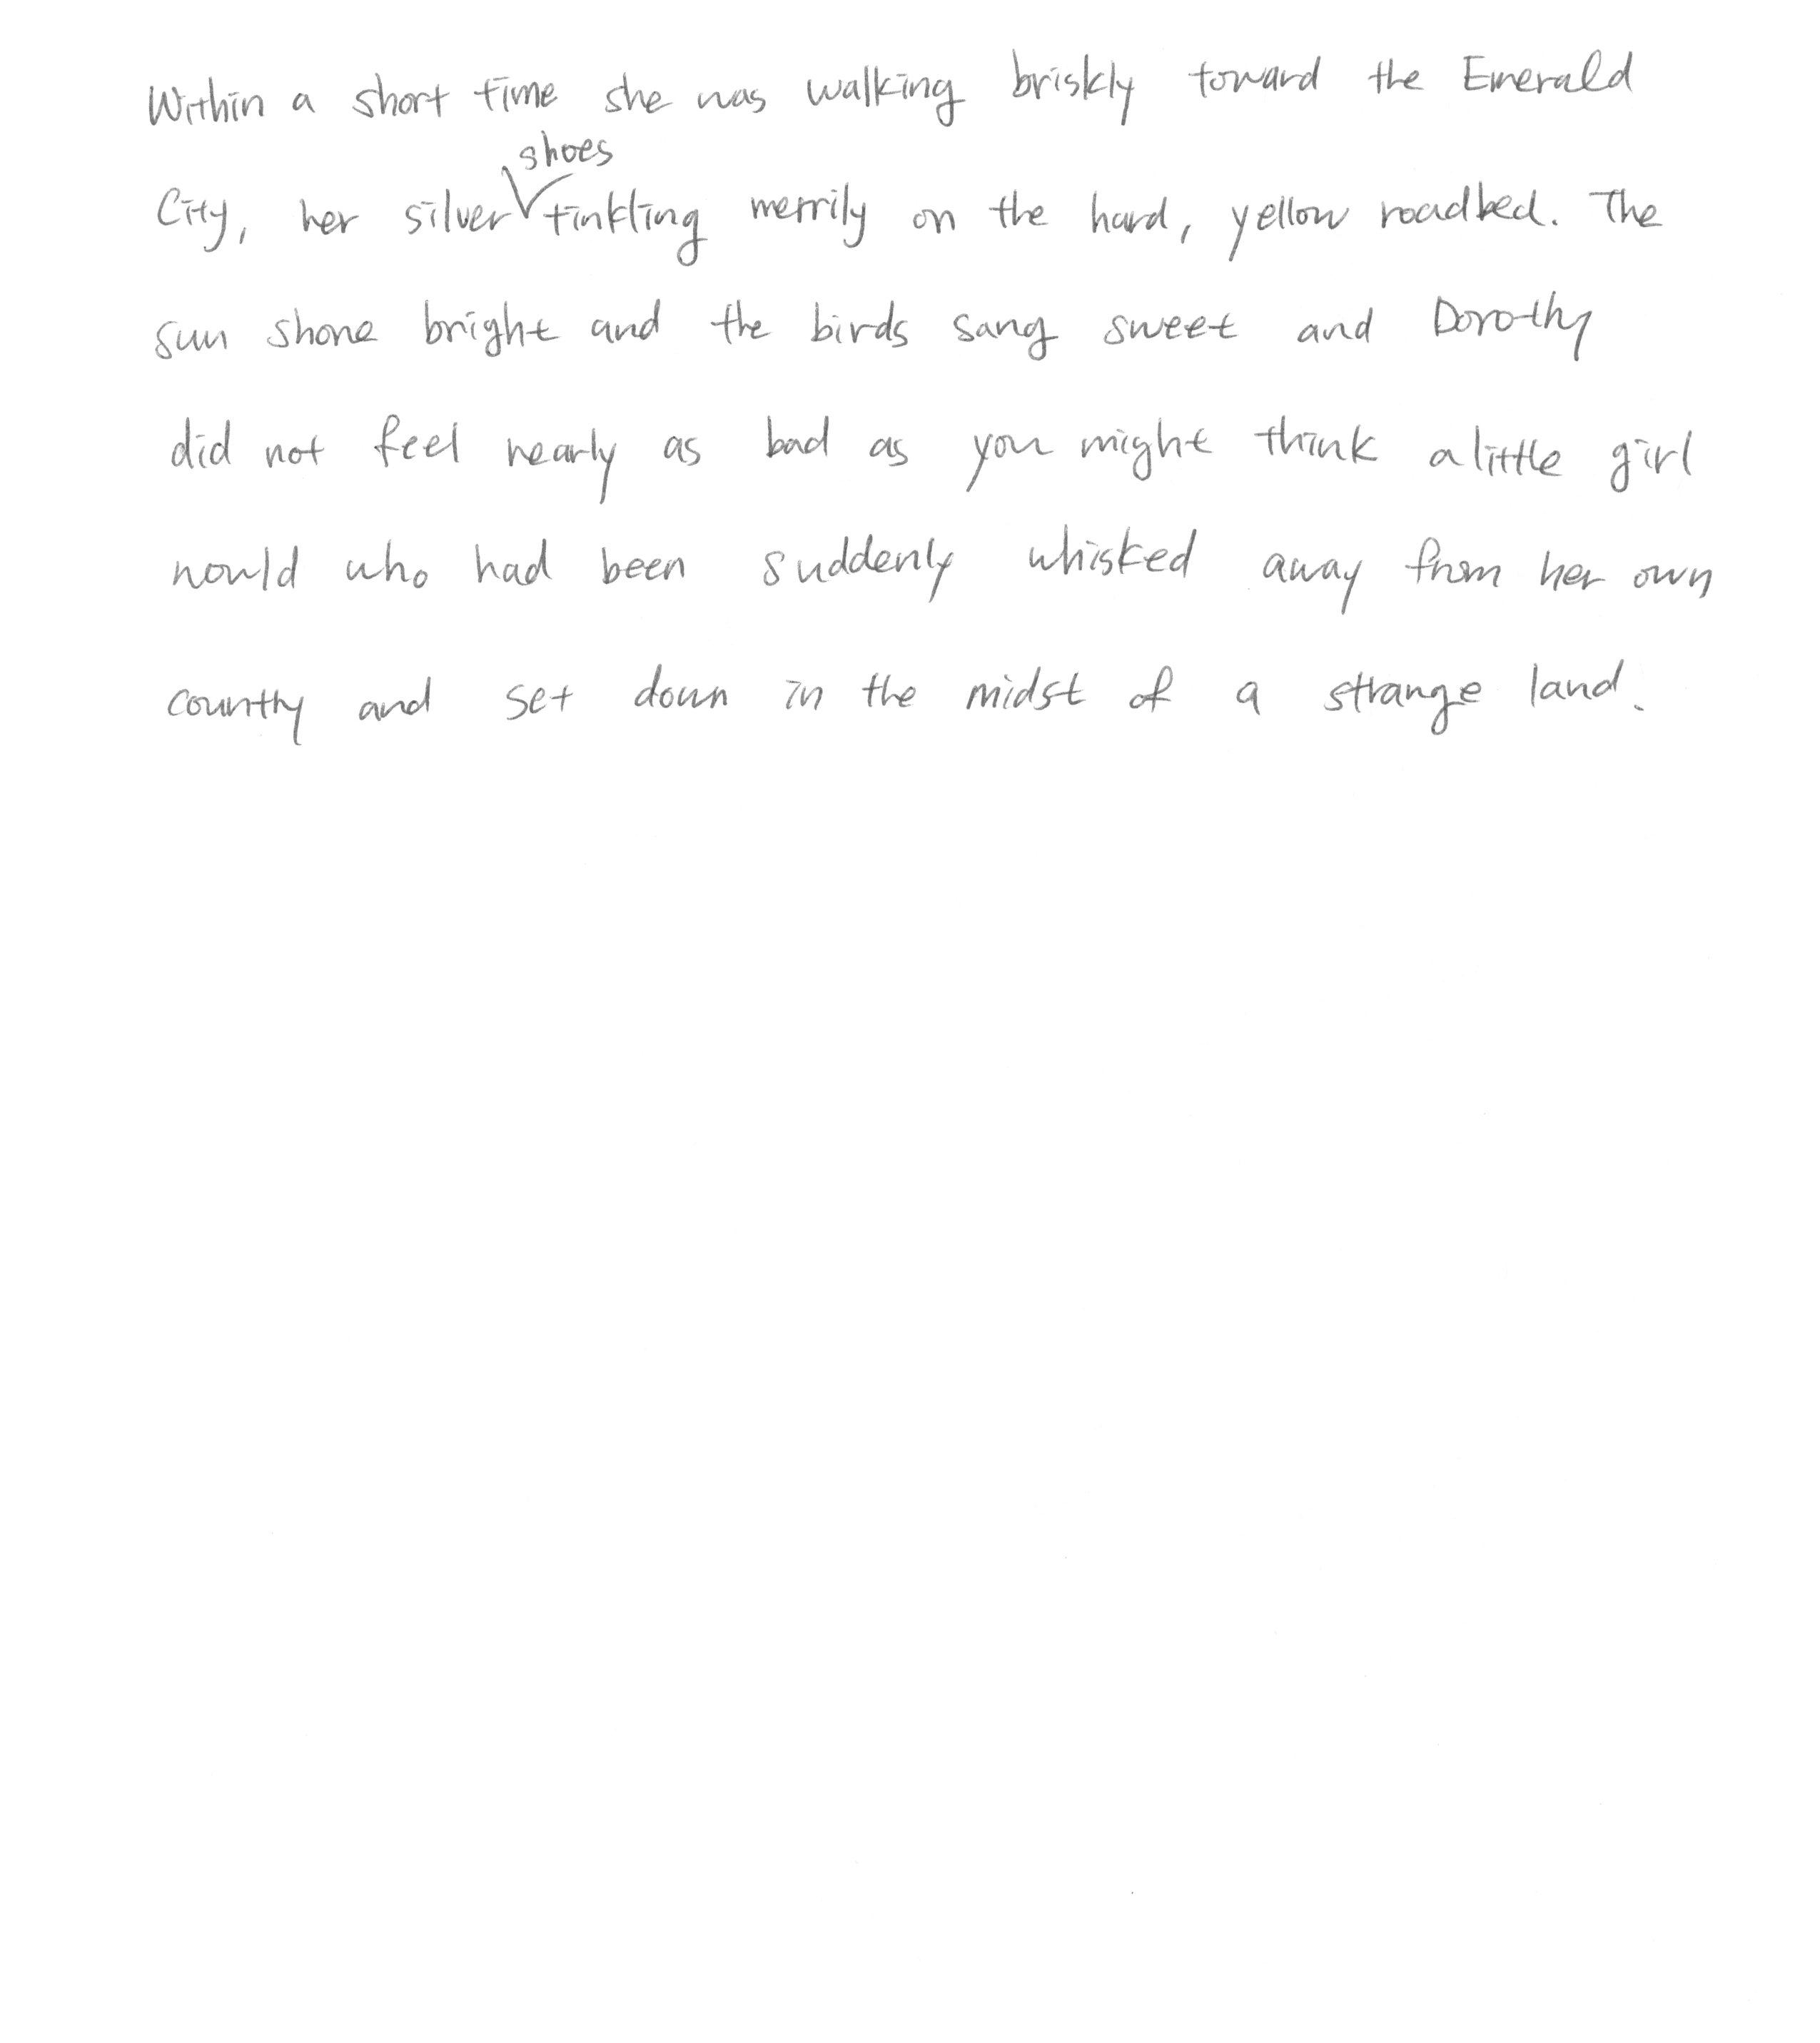 Within a short time she was walking briskly toward the Emerald
City, her silver shoes tinkling merrily on the hard, yellow roadbed. The
sun shone bright and the birds sang sweet and Dorothy
did not feel nearly as bad as you might think a little girl
would who had been suddenly whisked away from her own
country and set down in the midst of a strange land.